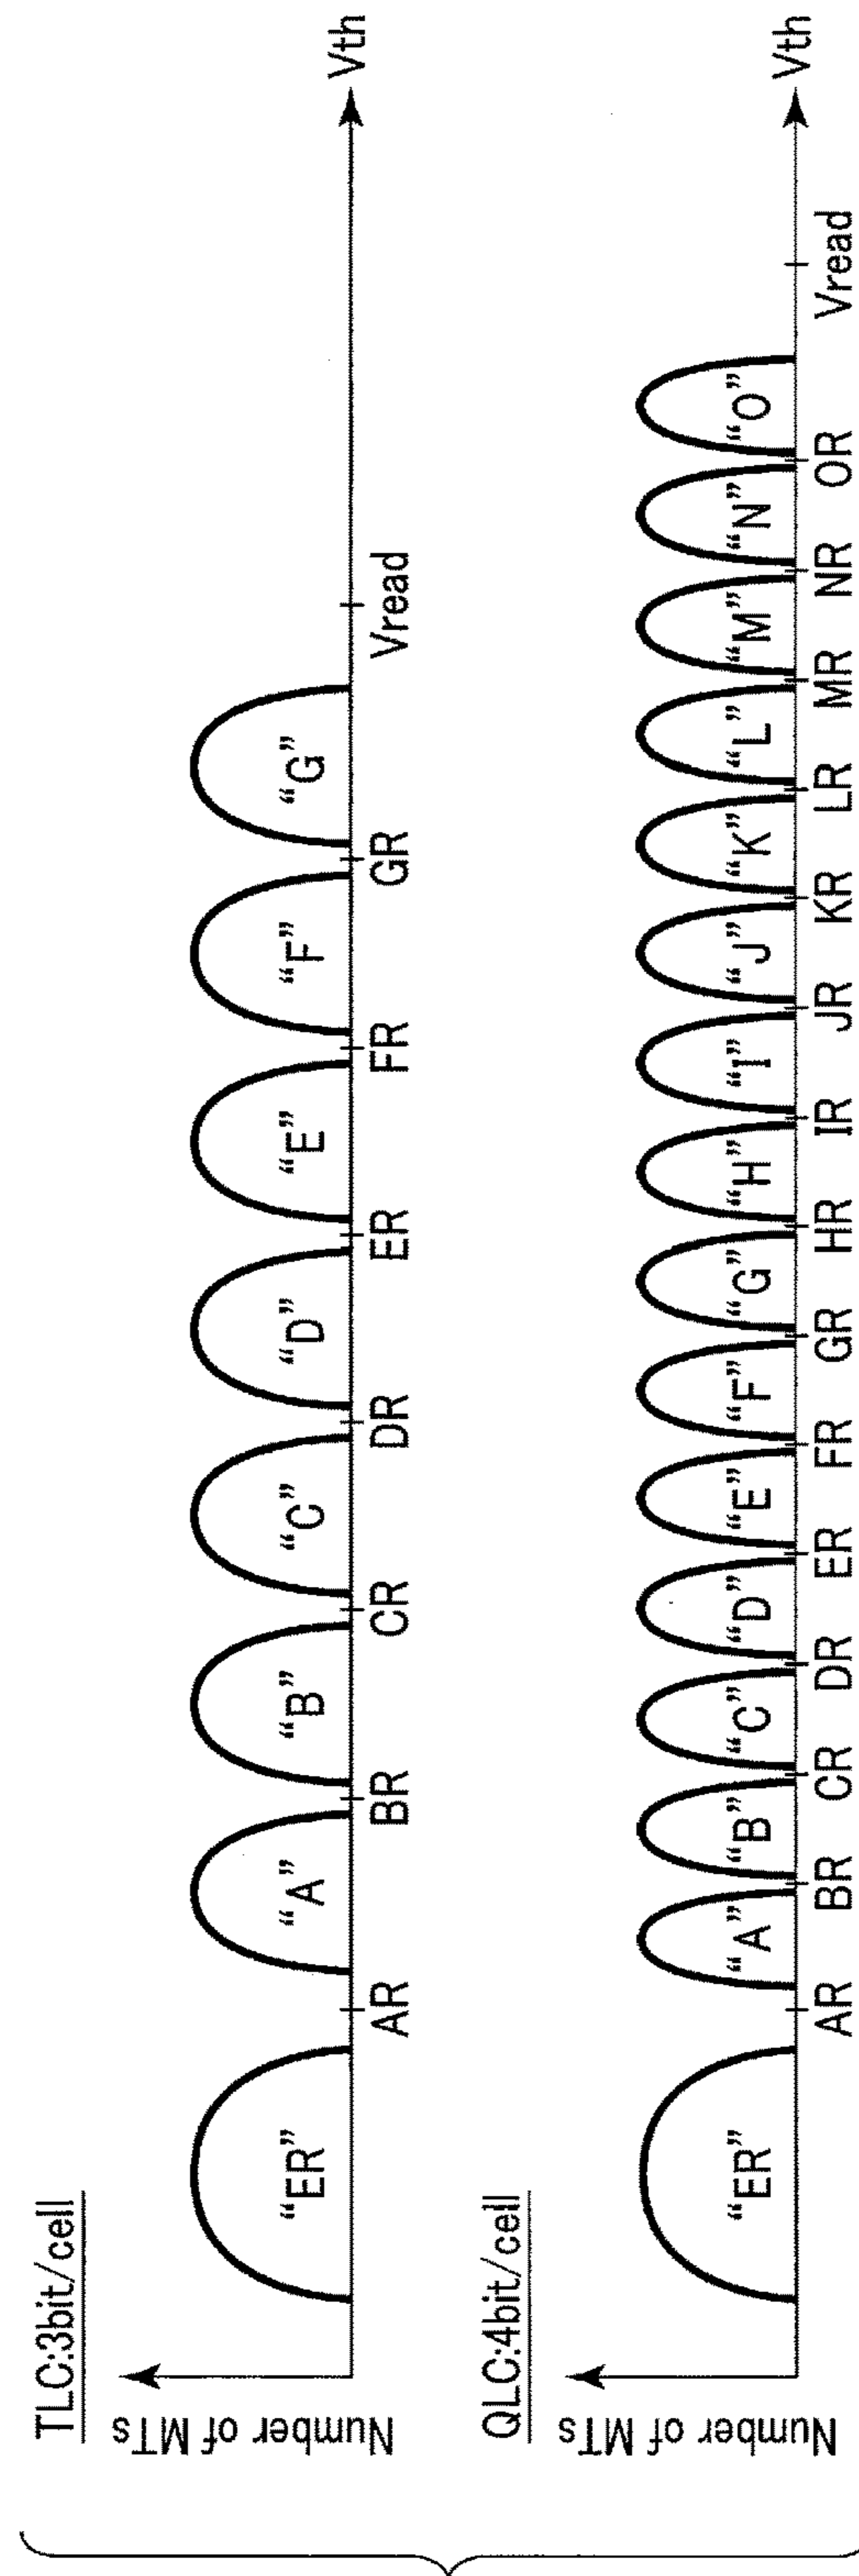 TLC:3bit/cell
Number of MTs
“ER” “A” “B” “C” “D” “E” “F” “G”
AR BR CR DR ER FR GR Vread Vth
QLC:4bit/cell
Number of MTs
“ER” “A” “B” “C” “D” “E” “F” “G” “H” “I” “J” “K” “L” “M” “N” “O”
AR BR CR DR ER FR GR HR IR JR KR LR MR NR OR Vread Vth